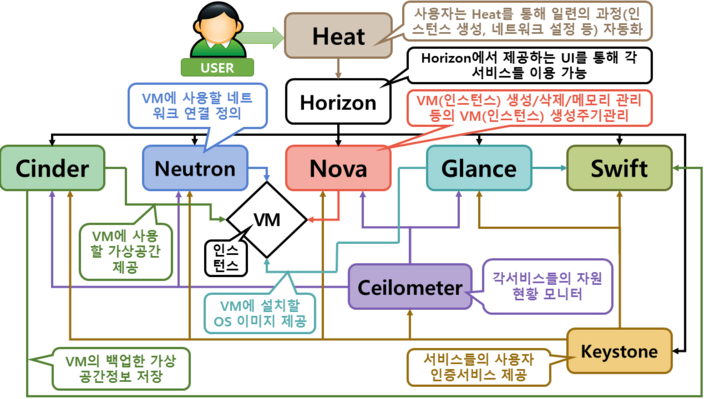 USER
Heat
사용자는 Heat를 통해 일련의 과정(인
스턴스 생성, 네트워크 설정 등) 자동화
Horizon에서 제공하는 UI를 통해 각
서비스들 이용 가능
Horizon
VM에 사용할 네트
워크 연결 정의
VM(인스턴스) 생성/삭제/메모리 관리
등의 VM(인스턴스) 생성주기관리
Cinder
Neutron
Nova
Glance
Swift
VM
인스
턴스
VM에 사용
할 가상공간
제공
VM에 설치할
OS 이미지 제공
Ceilometer
각서비스들의 자원
현황 모니터
VM의 백업한 가상
공간정보 저장
서비스들의 사용자
인증서비스 제공
Keystone